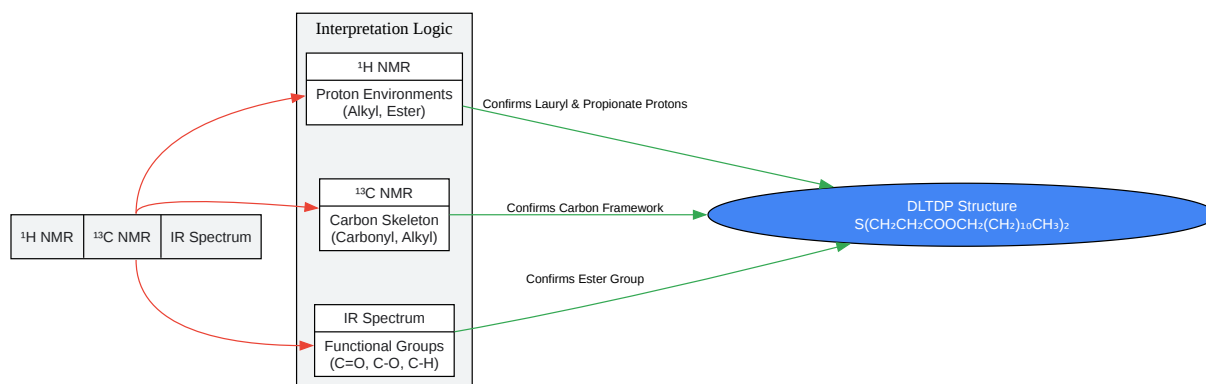 Interpretation Logic
¹H NMR
Proton Environments
(Alkyl, Ester)
Confirms Lauryl & Propionate Protons
¹³C NMR
Carbon Skeleton
(Carbonyl, Alkyl)
Confirms Carbon Framework
DLTDP Structure
S(CH₂CH₂COOCH₂(CH₂)₁₀CH₃)₂
¹H NMR
¹³C NMR
IR Spectrum
Confirms Ester Group
IR Spectrum
Functional Groups
(C=O, C-O, C-H)